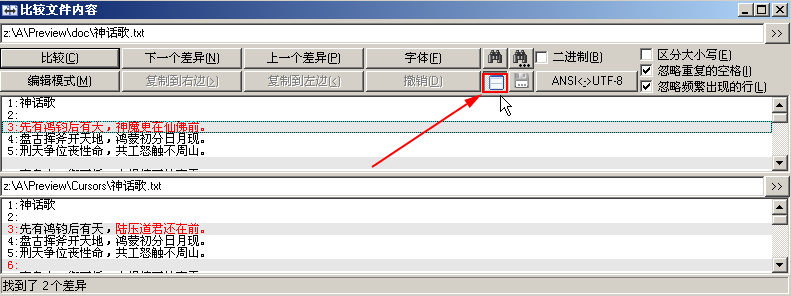 比较文件内容
z:\A\Preview\doc\神话歌.txt
>>
比较(C) 下一个差异(N) 上一个差异(P) 字体(F) 二进制(B) 区分大小写(E)
忽略重复的空格(I)
编辑模式(M) 复制到右边(>) 复制到左边(<) 撤销(D) ANSI<->UTF-8 忽略频繁出现的行(L)
1:神话歌
2:
3:先有鸿钧后有天，神魔更在仙佛前。
4:盘古挥斧开天地，鸿蒙初分日月现。
5:刑天争位丧性命，共工怒触不周山。
z:\A\Preview\Cursors\神话歌.txt
>>
1:神话歌
2:
3:先有鸿钧后有天，陆压道君还在前。
4:盘古挥斧开天地，鸿蒙初分日月现。
5:刑天争位丧性命，共工怒触不周山。
6:
找到了 2个差异